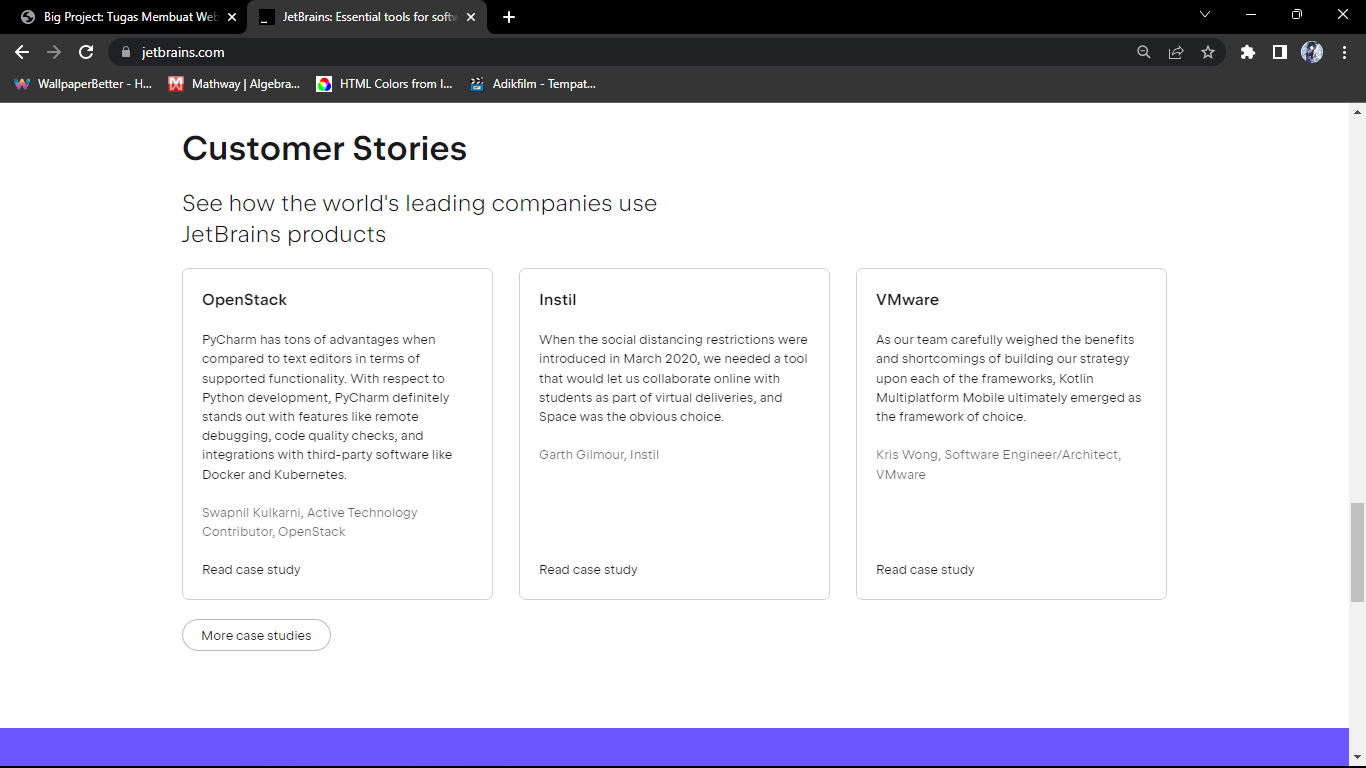 Big Project: Tugas Membuat Web
JetBrains: Essential tools for softw
jetbrains.com
WallpaperBetter - H...
Mathway | Algebra...
HTML Colors from I...
Adikfilm - Tempat...
Customer Stories
See how the world's leading companies use
JetBrains products
OpenStack
PyCharm has tons of advantages when
compared to text editors in terms of
supported functionality. With respect to
Python development, PyCharm definitely
stands out with features like remote
debugging, code quality checks, and
integrations with third-party software like
Docker and Kubernetes.
Swapnil Kulkarni, Active Technology
Contributor, OpenStack
Read case study
Instil
When the social distancing restrictions were
introduced in March 2020, we needed a tool
that would let us collaborate online with
students as part of virtual deliveries, and
Space was the obvious choice.
Garth Gilmour, Instil
Read case study
VMware
As our team carefully weighed the benefits
and shortcomings of building our strategy
upon each of the frameworks, Kotlin
Multiplatform Mobile ultimately emerged as
the framework of choice.
Kris Wong, Software Engineer/Architect,
VMware
Read case study
More case studies